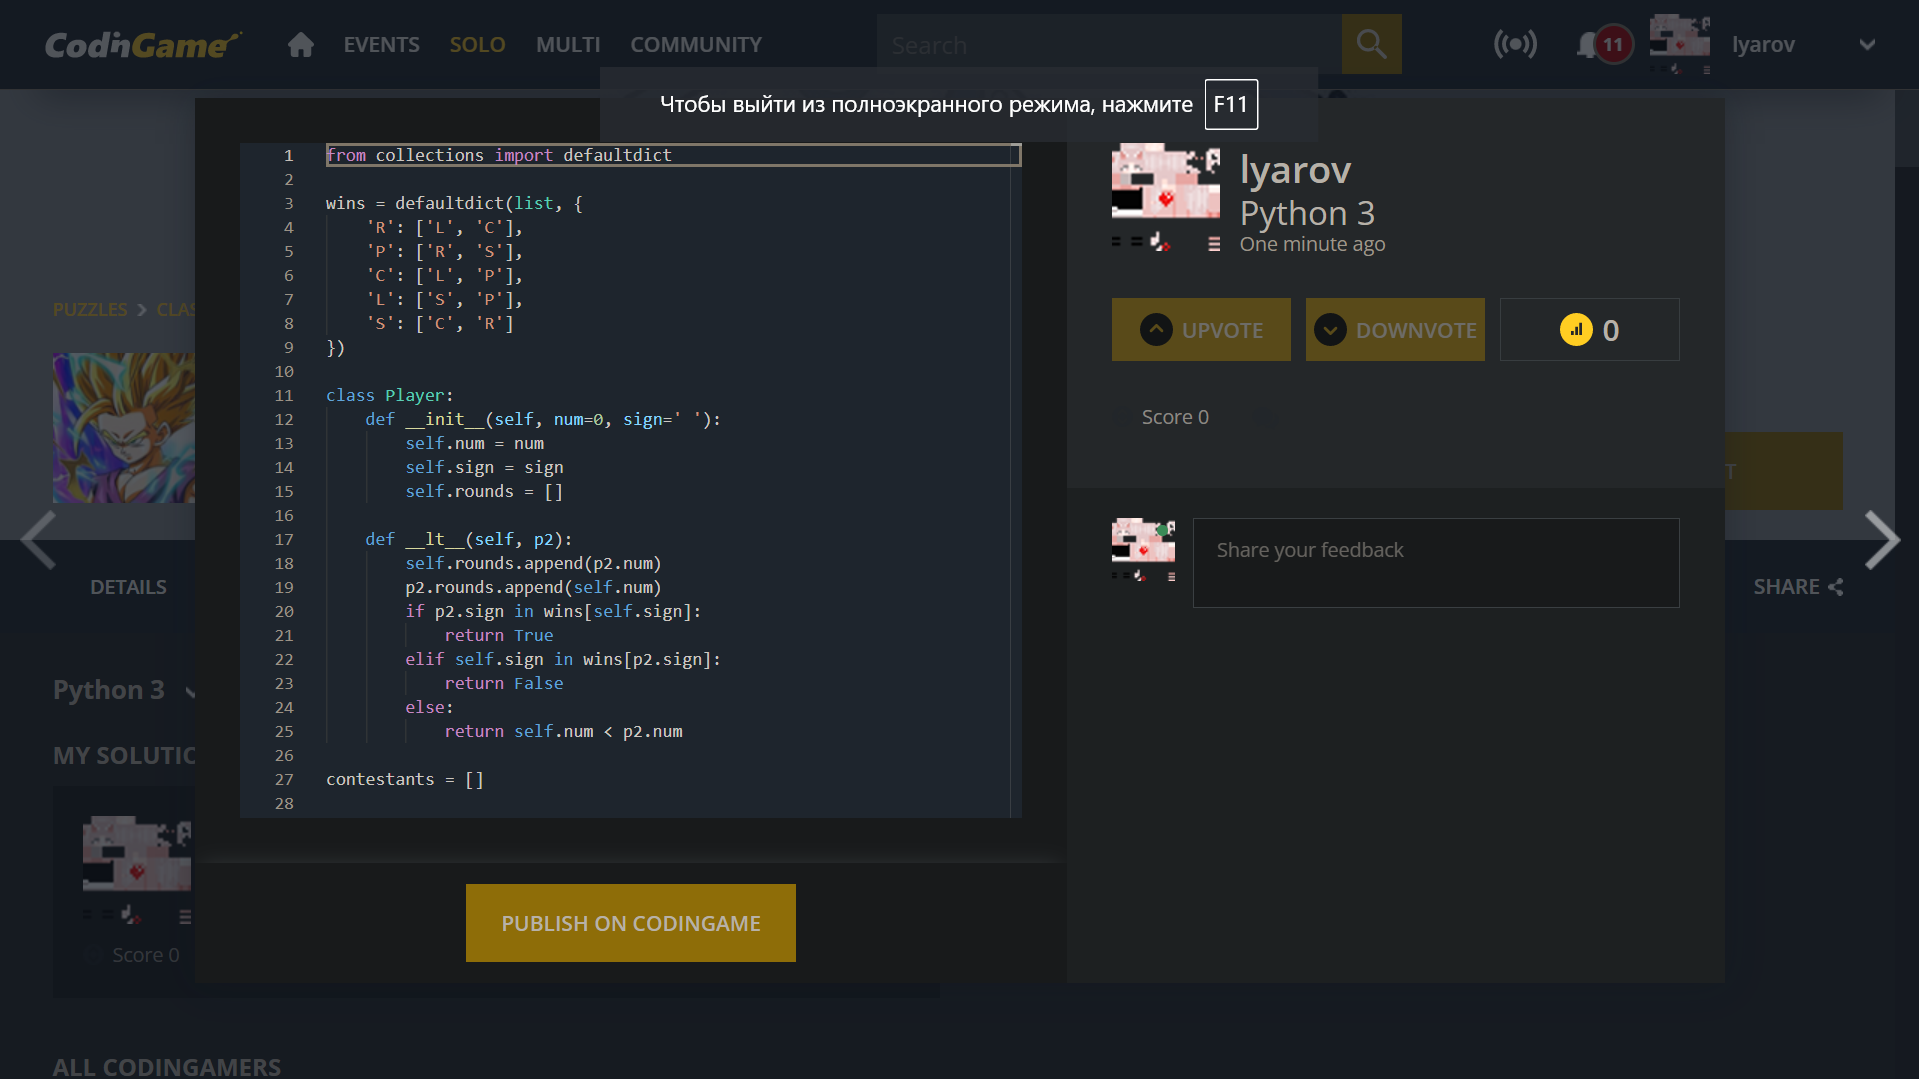 CodinGame
EVENTS
SOLO
MULTI
COMMUNITY
Search
11
lyarov
Чтобы выйти из полноэкранного режима, нажмите F11
PUZZLES
DETAILS
Python 3
MY SOLUTIO
Score 0
ALL CODINGAMERS
1 from collections import defaultdict
2
3 wins = defaultdict(list, {
4 'R': ['L', 'C'],
5 'P': ['R', 'S'],
6 'C': ['L', 'P'],
7 'L': ['S', 'P'],
8 'S': ['C', 'R']
9 })
10
11 class Player:
12 def __init__(self, num=0, sign=' '):
13 self.num = num
14 self.sign = sign
15 self.rounds = []
16
17 def __lt__(self, p2):
18 self.rounds.append(p2.num)
19 p2.rounds.append(self.num)
20 if p2.sign in wins[self.sign]:
21 return True
22 elif self.sign in wins[p2.sign]:
23 return False
24 else:
25 return self.num < p2.num
26
27 contestants = []
28
PUBLISH ON CODINGAME
lyarov
Python 3
One minute ago
UPVOTE
DOWNVOTE
0
Score 0
Share your feedback
SHARE